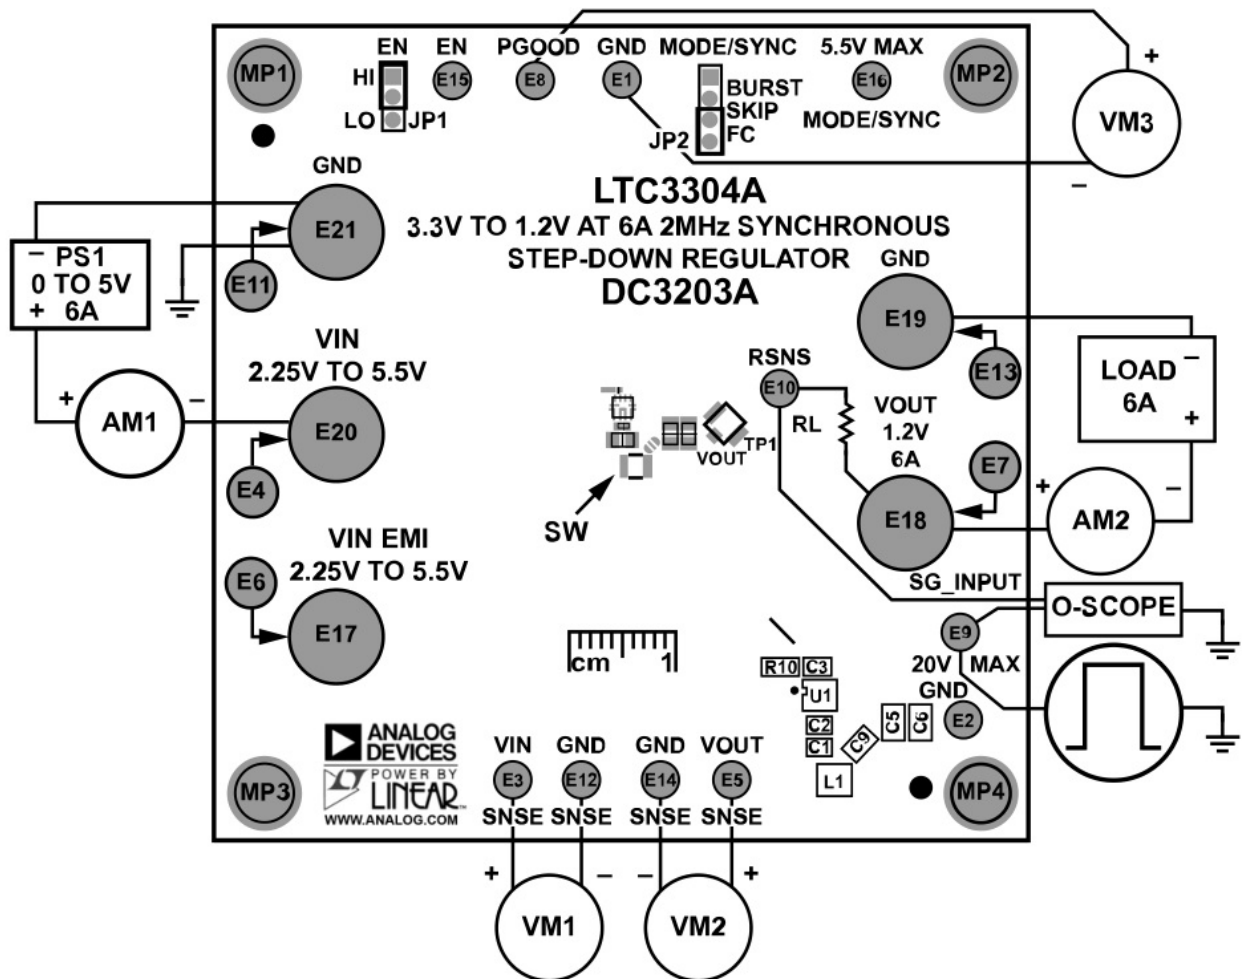 EN EN PGOOD GND MODE/SYNC 5.5V MAX
MP1 HI E15 E8 E1 BURST E16 MP2 +
SKIP
LO JP1 JP2 FC MODE/SYNC VM3
GND –
LTC3304A
E21 3.3V TO 1.2V AT 6A 2MHz SYNCHRONOUS
STEP-DOWN REGULATOR GND
– PS1
0 TO 5V
+ 6A
E11 DC3203A
E19
VIN RSNS E13 LOAD –
2.25V TO 5.5V E10 6A
+
+ AM1 – E20 RL VOUT
1.2V
6A
VOUT TP1
E4 E7
SW E18 + AM2 –
VIN EMI
E6 2.25V TO 5.5V SG_INPUT
O-SCOPE
E17 E9
cm 1 R10 C3 20V MAX
U1 GND
C2 C5 C6 E2
C1 C9
L1
ANALOG
DEVICES
POWER BY
LINEAR™
WWW.ANALOG.COM
VIN GND GND VOUT
MP3 E3 E12 E14 E5 MP4
SNSE SNSE SNSE SNSE
+ – – +
VM1 VM2